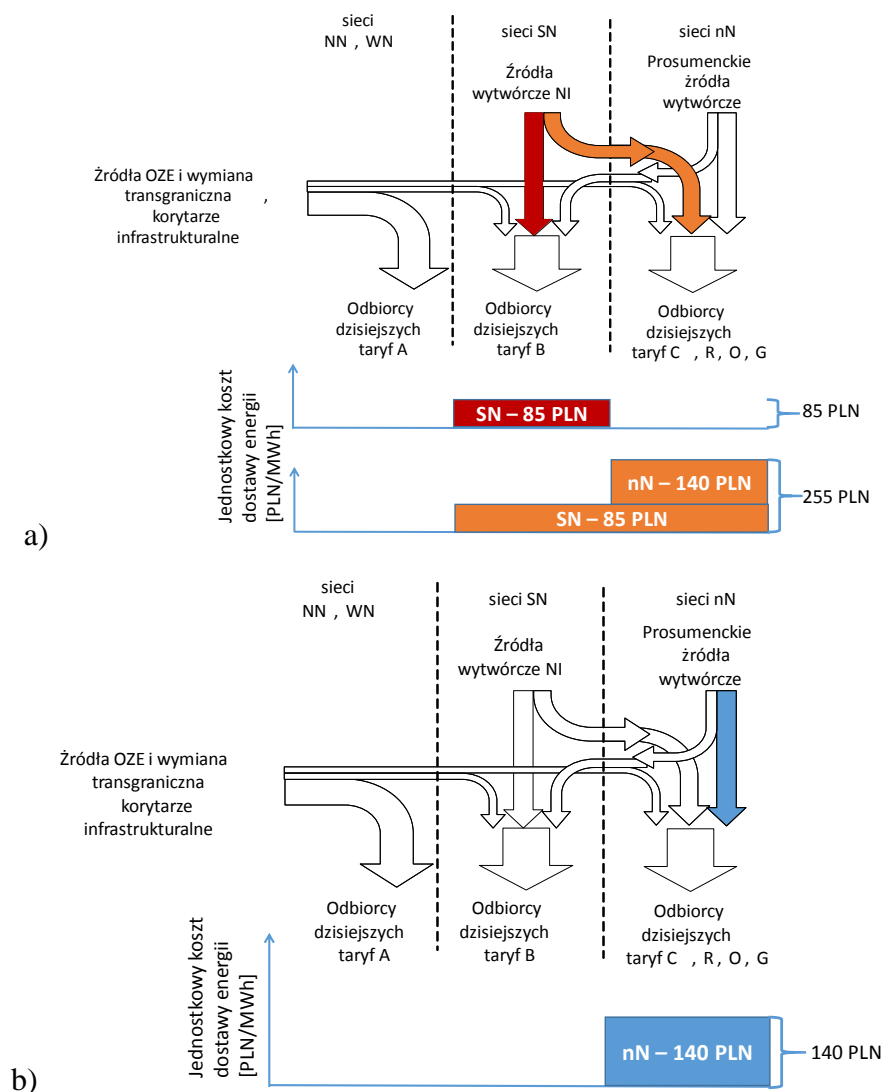 sieci
NN , WN
sieci SN
sieci nN
Źródła
wytwórcze NI
Prosumenckie
żródła
wytwórcze
Żródła OZE i wymiana
transgraniczna ,
korytarze
infrastrukturalne
Odbiorcy
dzisiejszych
taryf A
Odbiorcy
dzisiejszych
taryf B
Odbiorcy
dzisiejszych
taryf C , R, O, G
Jednostkowy koszt
dostawy energii
[PLN/MWh]
SN – 85 PLN
85 PLN
nN – 140 PLN
SN – 85 PLN
255 PLN
a)
sieci
NN , WN
sieci SN
sieci nN
Źródła
wytwórcze NI
Prosumenckie
żródła
wytwórcze
Żródła OZE i wymiana
transgraniczna
korytarze
infrastrukturalne
Odbiorcy
dzisiejszych
taryf A
Odbiorcy
dzisiejszych
taryf B
Odbiorcy
dzisiejszych
taryf C , R , O , G
Jednostkowy koszt
dostawy energii
[PLN/MWh]
nN – 140 PLN
140 PLN
b)